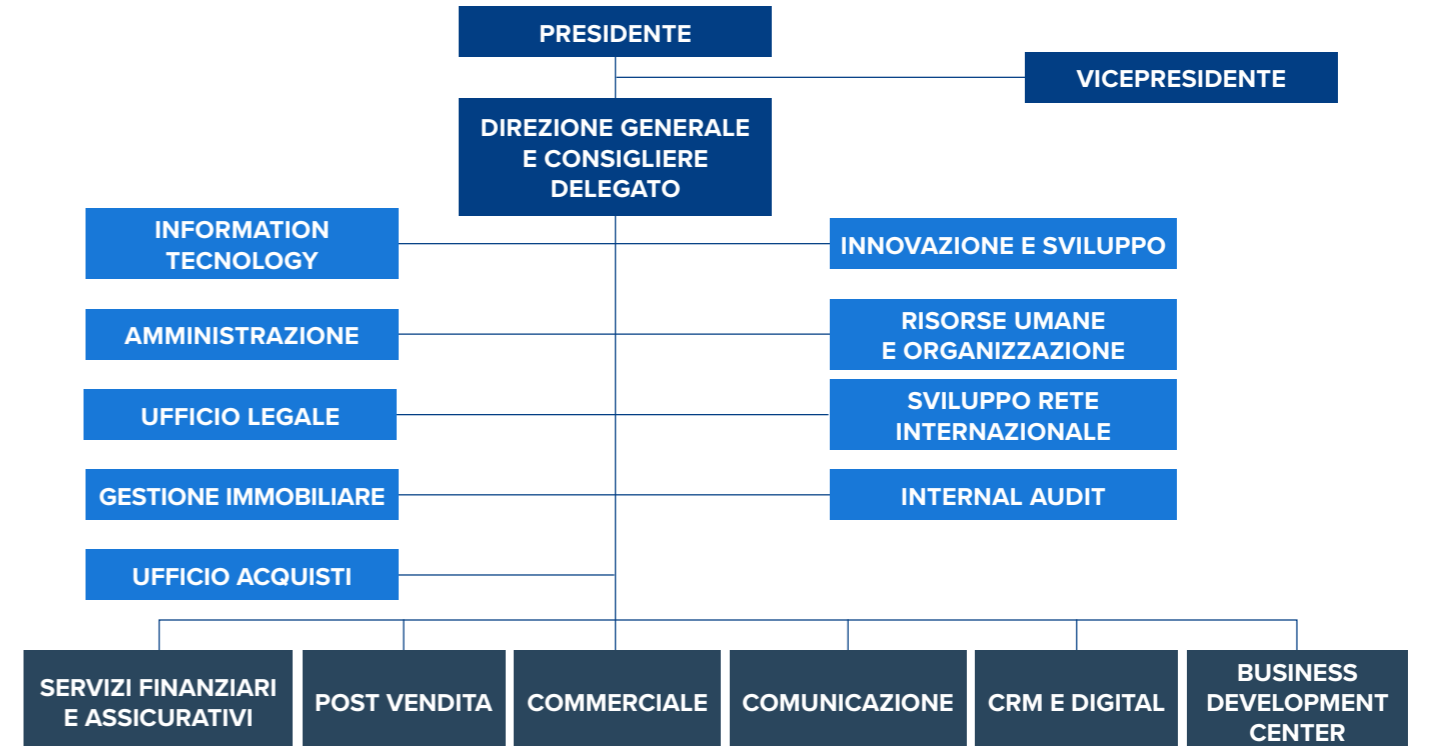 PRESIDENTE
VICEPRESIDENTE
DIREZIONE GENERALE
E CONSIGLIERE
DELEGATO
INFORMATION
TECNOLOGY
INNOVAZIONE E SVILUPPO
AMMINISTRAZIONE
RISORSE UMANE
E ORGANIZZAZIONE
UFFICIO LEGALE
SVILUPPO RETE
INTERNAZIONALE
GESTIONE IMMOBILIARE
INTERNAL AUDIT
UFFICIO ACQUISTI
SERVIZI FINANZIARI
E ASSICURATIVI
POST VENDITA
COMMERCIALE
COMUNICAZIONE
CRM E DIGITAL
BUSINESS
DEVELOPMENT
CENTER